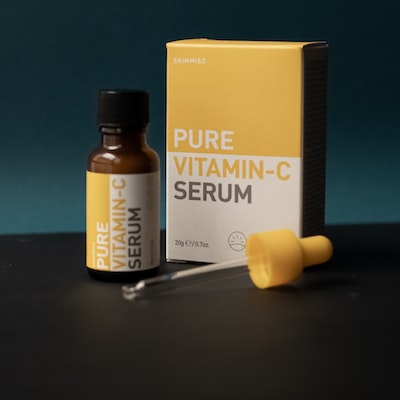 SKINMISO
PURE
VITAMIN-C
SERUM
20g ℮ / 0.7oz.
PURE
VITAMIN-C
SERUM